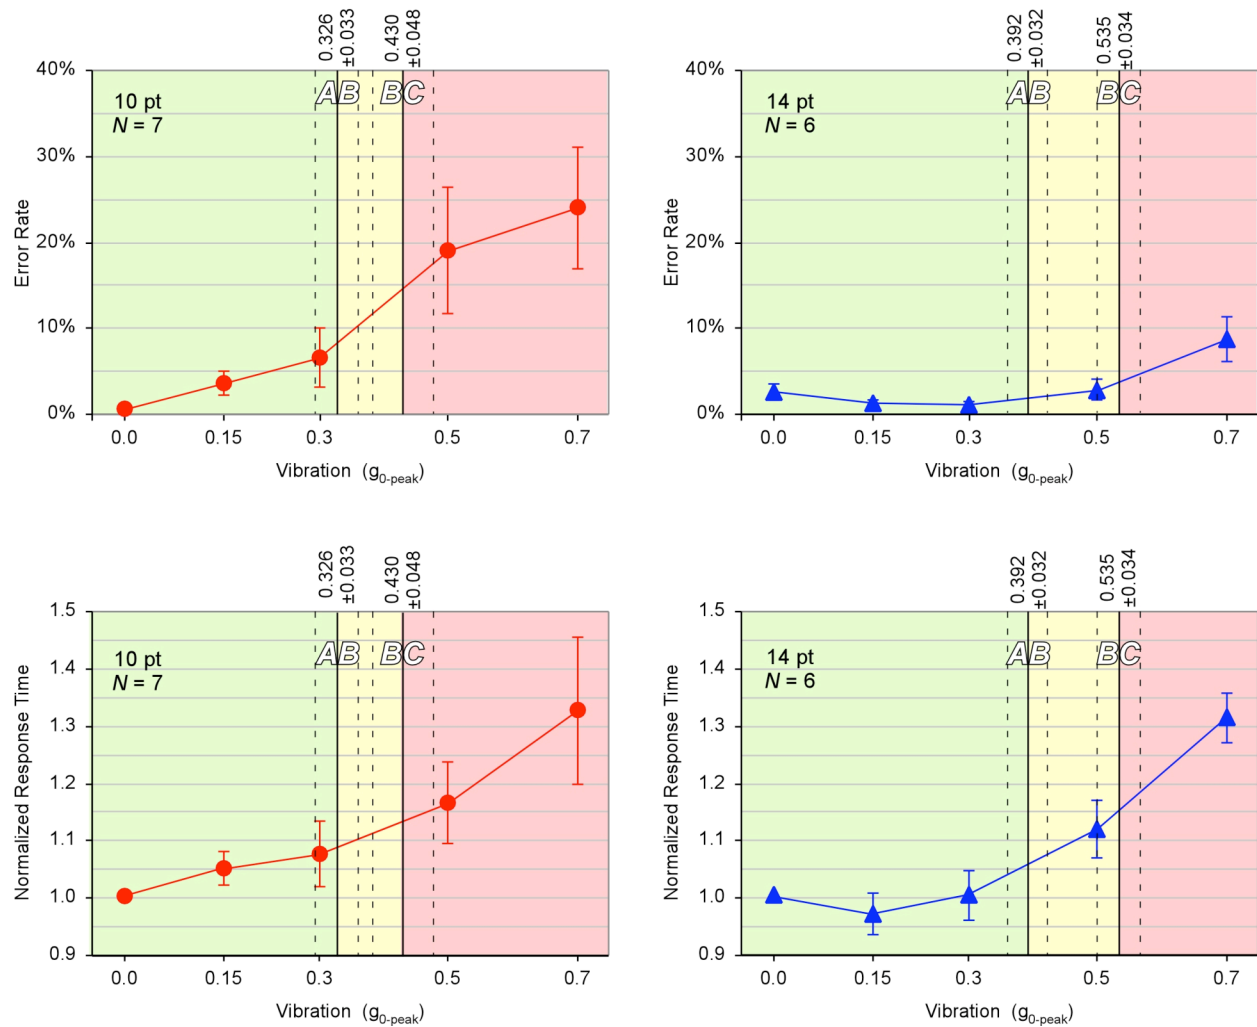 0.326
±0.033
0.430
±0.048
40%
30%
20%
10%
0%
Error Rate
10 pt
N = 7
AB
BC
0.0
0.15
0.3
0.5
0.7
Vibration (g0-peak)
0.392
±0.032
0.535
±0.034
40%
30%
20%
10%
0%
Error Rate
14 pt
N = 6
AB
BC
0.0
0.15
0.3
0.5
0.7
Vibration (g0-peak)
0.326
±0.033
0.430
±0.048
1.5
1.4
1.3
1.2
1.1
1.0
0.9
Normalized Response Time
10 pt
N = 7
AB
BC
0.0
0.15
0.3
0.5
0.7
Vibration (g0-peak)
0.392
±0.032
0.535
±0.034
1.5
1.4
1.3
1.2
1.1
1.0
0.9
Normalized Response Time
14 pt
N = 6
AB
BC
0.0
0.15
0.3
0.5
0.7
Vibration (g0-peak)